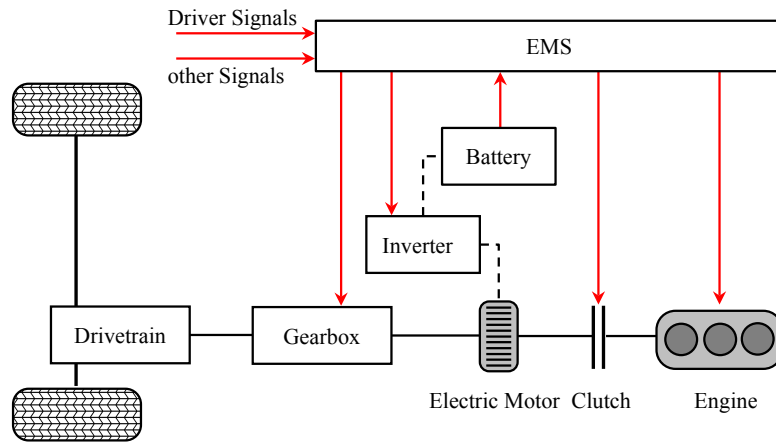 Driver Signals
EMS
other Signals
Battery
Inverter
Drivetrain
Gearbox
Electric Motor
Clutch
Engine